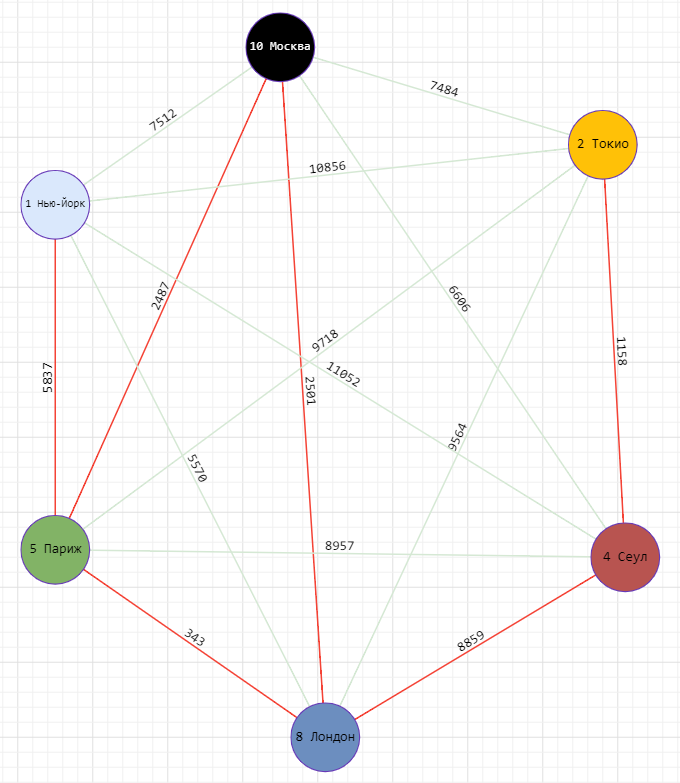 10 Москва
7484
7512
2 Токио
10856
1 Нью-Йорк
2487
6606
9718
1158
11052
5837
2501
9564
5570
8957
5 Париж
4 Сеул
343
8859
8 Лондон